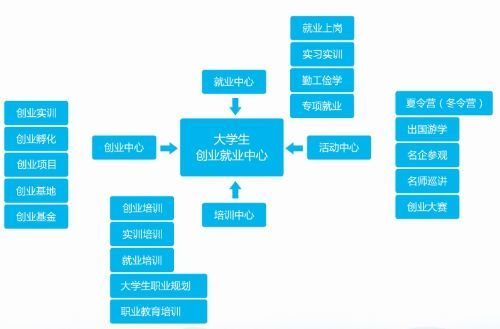 就业上岗
实习实训
勤工俭学
专项就业
就业中心
创业实训
创业孵化
创业项目
创业基地
创业基金
创业中心
大学生
创业就业中心
活动中心
夏令营（冬令营）
出国游学
名企参观
名师巡讲
创业大赛
培训中心
创业培训
实训培训
就业培训
大学生职业规划
职业教育培训